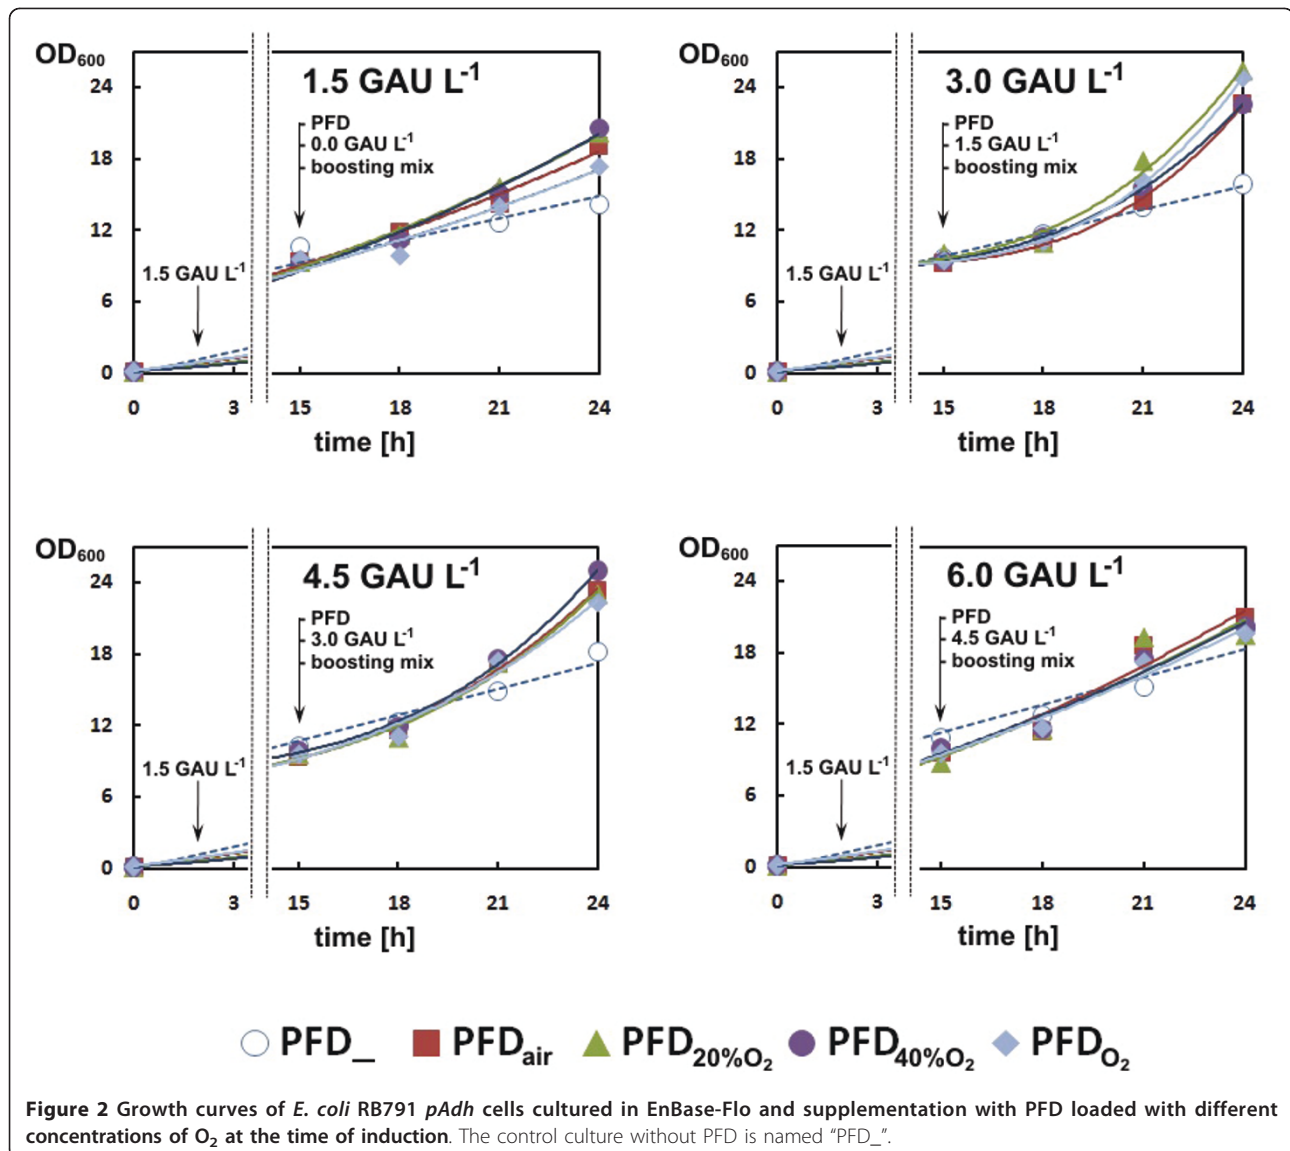 OD600
1.5 GAU L-1
24
18
12
6
0
PFD
0.0 GAU L-1
boosting mix
1.5 GAU L-1
0 3 15 18 21 24
time [h]
OD600
3.0 GAU L-1
24
18
12
6
0
PFD
1.5 GAU L-1
boosting mix
1.5 GAU L-1
0 3 15 18 21 24
time [h]
OD600
4.5 GAU L-1
24
18
12
6
0
PFD
3.0 GAU L-1
boosting mix
1.5 GAU L-1
0 3 15 18 21 24
time [h]
OD600
6.0 GAU L-1
24
18
12
6
0
PFD
4.5 GAU L-1
boosting mix
1.5 GAU L-1
0 3 15 18 21 24
time [h]
PFD_ PFDair PFD20%O2 PFD40%O2 PFDO2
Figure 2 Growth curves of E. coli RB791 pAdh cells cultured in EnBase-Flo and supplementation with PFD loaded with different
concentrations of O2 at the time of induction. The control culture without PFD is named “PFD_”.